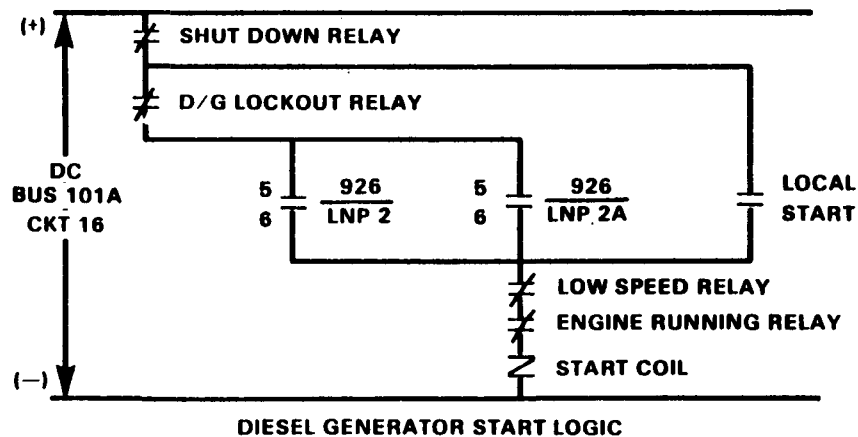 (+)
SHUT DOWN RELAY
D/G LOCKOUT RELAY
DC
BUS 101A
CKT 16
5
6
926
LNP 2
5
6
926
LNP 2A
LOCAL
START
LOW SPEED RELAY
ENGINE RUNNING RELAY
START COIL
(—)
DIESEL GENERATOR START LOGIC